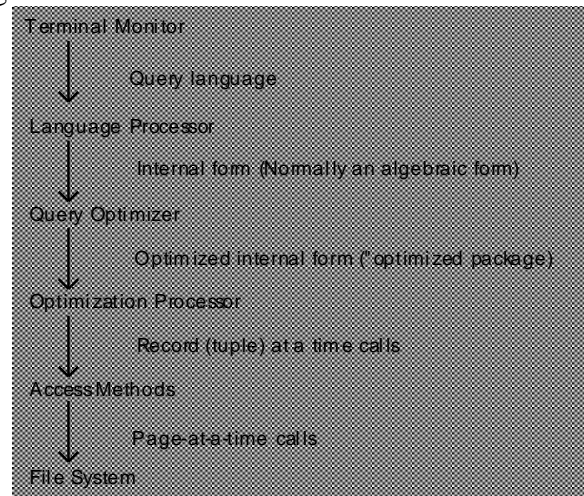 Terminal Monitor
Query language
Language Processor
Internal form (Normally an algebraic form)
Query Optimizer
Optimized internal form ("optimized package)
Optimization Processor
Record (tuple) at a time calls
Access Methods
Page-at-a-time calls
File System